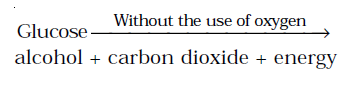 Without the use of oxygen
Glucose
alcohol + carbon dioxide + energy